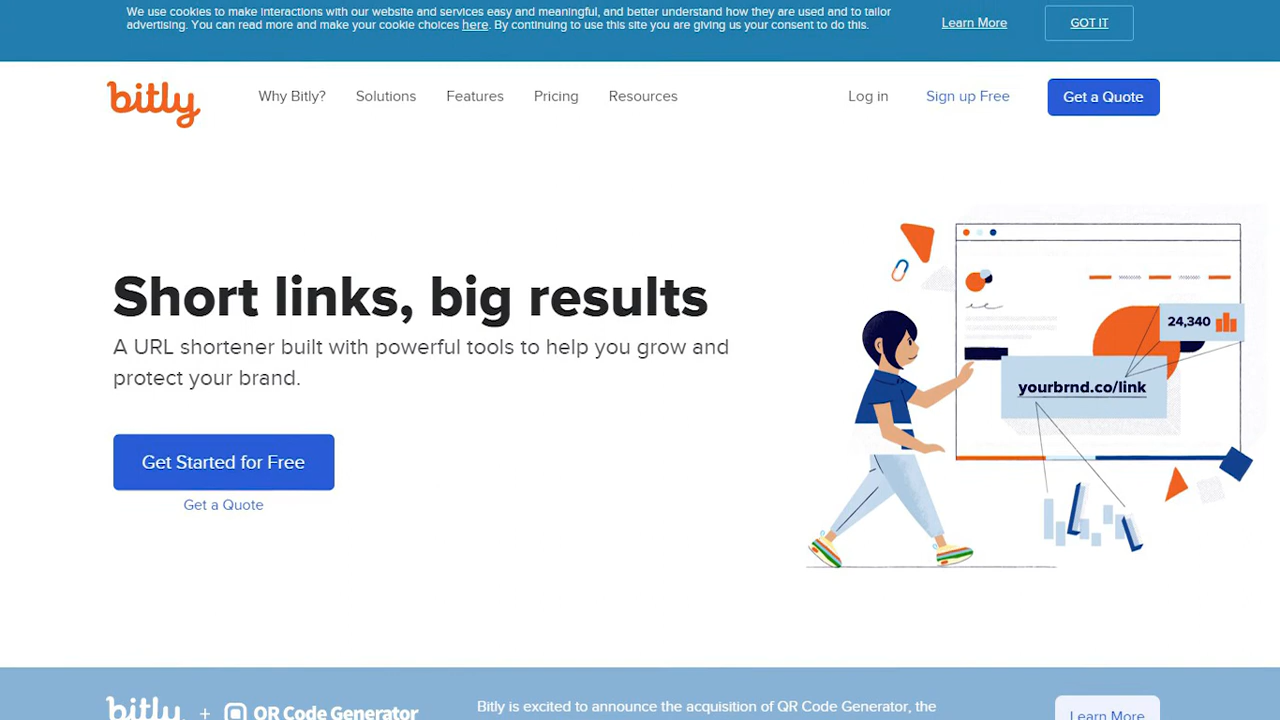 We use cookies to make interactions with our website and services easy and meaningful, and better understand how they are used and to tailor
advertising. You can read more and make your cookie choices here. By continuing to use this site you are giving us your consent to do this.
Learn More
GOT IT
bitly
Why Bitly?
Solutions
Features
Pricing
Resources
Log in
Sign up Free
Get a Quote
Short links, big results
A URL shortener built with powerful tools to help you grow and
protect your brand.
Get Started for Free
Get a Quote
24,340
yourbrnd.co/link
bitly + QR Code Generator
Bitly is excited to announce the acquisition of QR Code Generator, the
Learn More